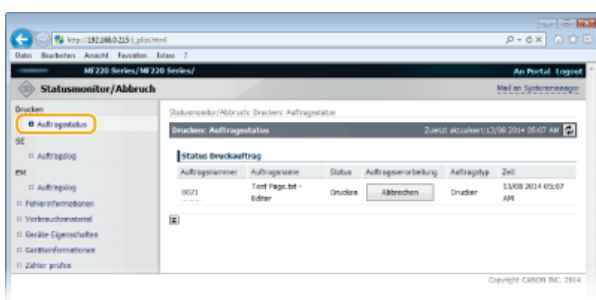 http://192.168.0.215/j_plist.html
Datei Bearbeiten Ansicht Favoriten Extras ?
MF220 Series/MF220 Series/
An Portal Logout
Statusmonitor/Abbruch
Mail an Systemmanager
Drucken
Auftragsstatus
SE
Auftragslog
EM
Auftragslog
Fehlerinformationen
Verbrauchsmaterial
Geräte-Eigenschaften
Geräteinformationen
Zähler prüfen
Statusmonitor/Abbruch: Drucken: Auftragsstatus
Drucken: Auftragsstatus
Zuletzt aktualisiert:13/08 2014 05:07 AM
Status Druckauftrag
Auftragsnummer Auftragsname Status Auftragsverarbeitung Auftragstyp Zeit
0021 Test Page.txt - Editor Drucken Abbrechen Drucker 13/08 2014 05:07 AM
Copyright CANON INC. 2014